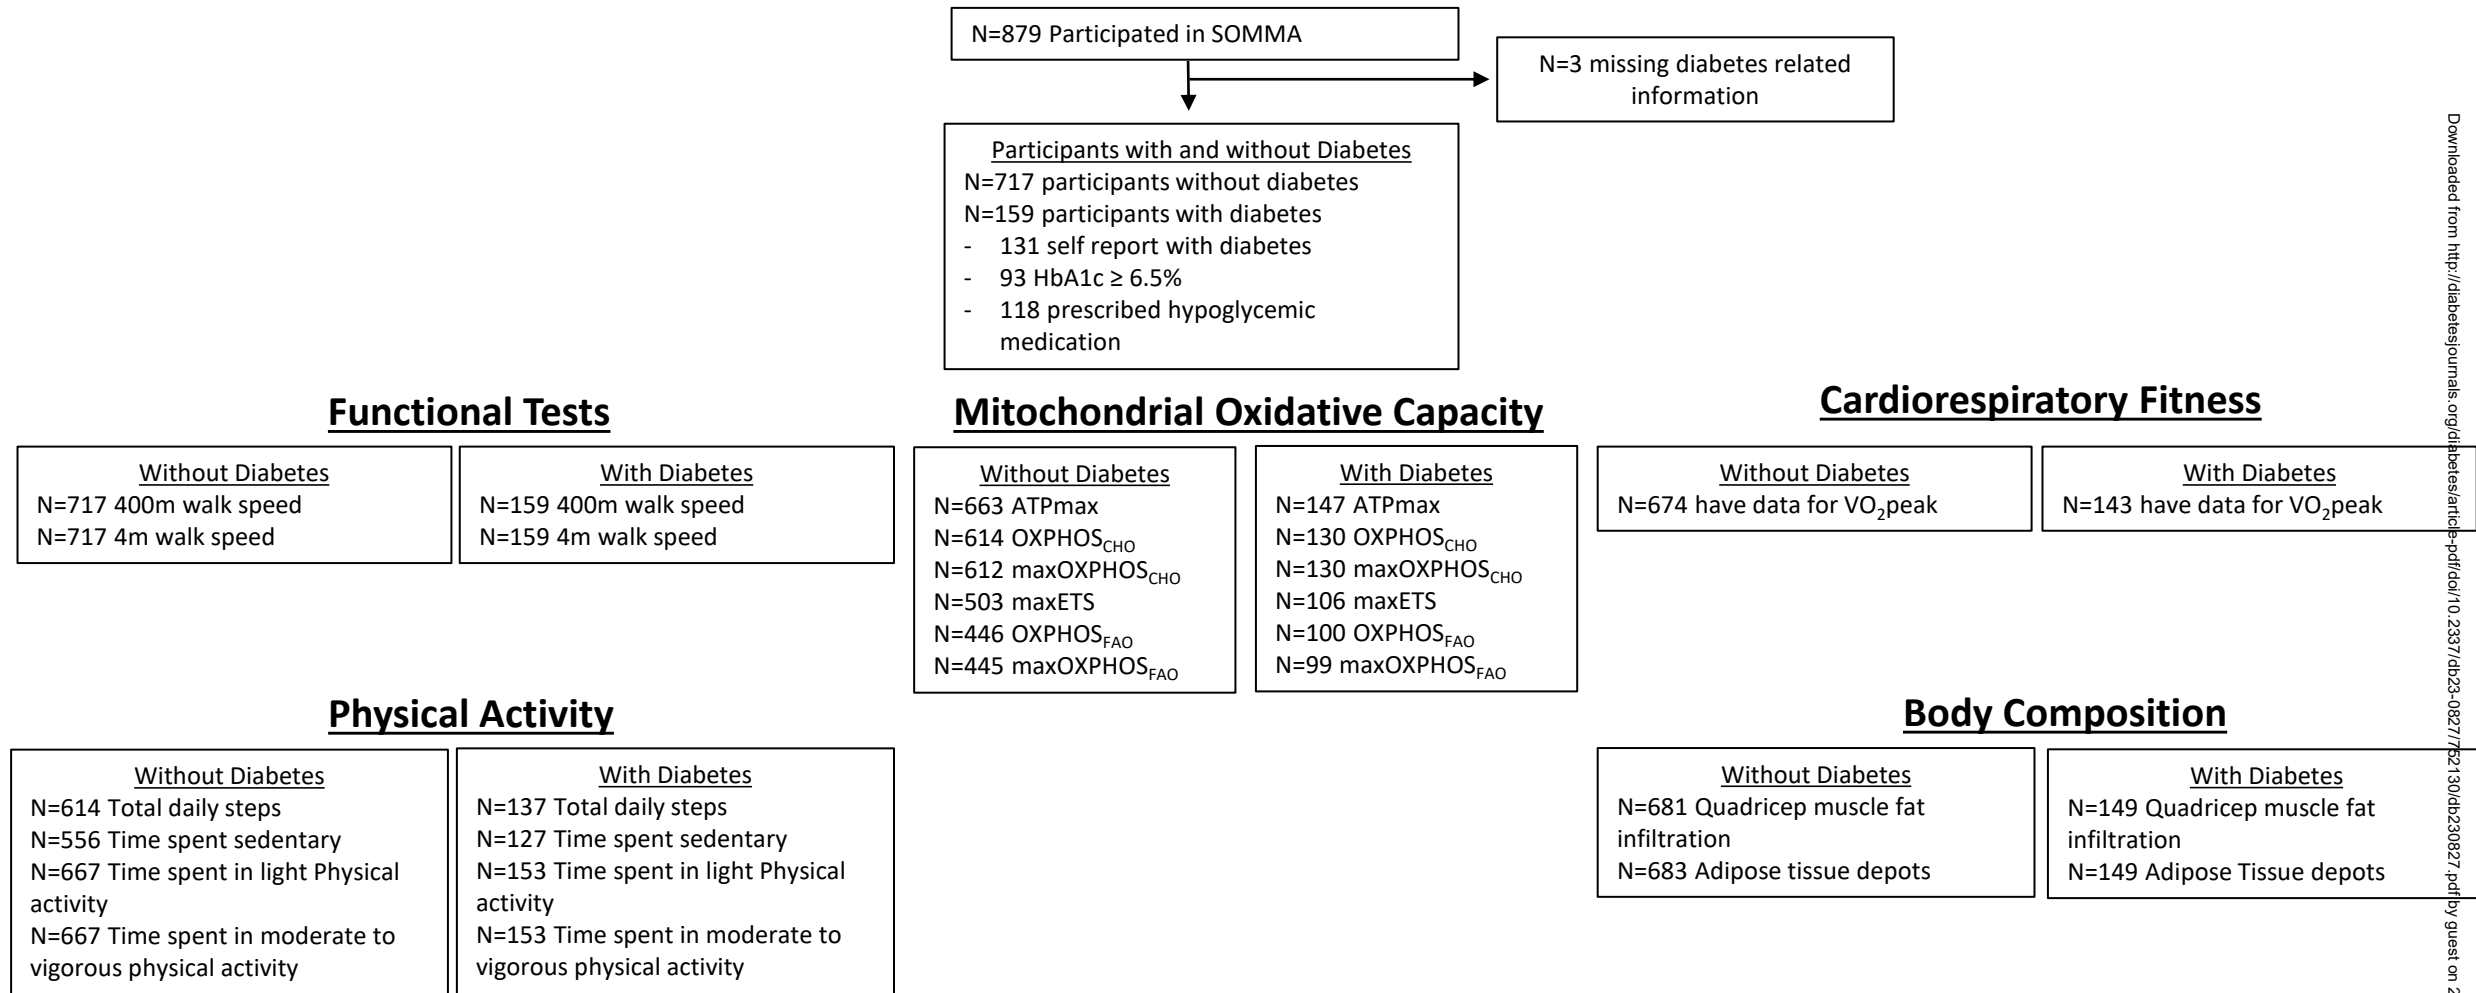 N=879 Participated in SOMMA
N=3 missing diabetes related
information
Participants with and without Diabetes
N=717 participants without diabetes
N=159 participants with diabetes
- 131 self report with diabetes
- 93 HbA1c ≥ 6.5%
- 118 prescribed hypoglycemic
medication
Functional Tests
Without Diabetes
N=717 400m walk speed
N=717 4m walk speed
With Diabetes
N=159 400m walk speed
N=159 4m walk speed
Mitochondrial Oxidative Capacity
Without Diabetes
N=663 ATPmax
N=614 OXPHOS_CHO
N=612 maxOXPHOS_CHO
N=503 maxETS
N=446 OXPHOS_FAO
N=445 maxOXPHOS_FAO
With Diabetes
N=147 ATPmax
N=130 OXPHOS_CHO
N=130 maxOXPHOS_CHO
N=106 maxETS
N=100 OXPHOS_FAO
N=99 maxOXPHOS_FAO
Cardiorespiratory Fitness
Without Diabetes
N=674 have data for VO₂peak
With Diabetes
N=143 have data for VO₂peak
Physical Activity
Without Diabetes
N=614 Total daily steps
N=556 Time spent sedentary
N=667 Time spent in light Physical
activity
N=667 Time spent in moderate to
vigorous physical activity
With Diabetes
N=137 Total daily steps
N=127 Time spent sedentary
N=153 Time spent in light Physical
activity
N=153 Time spent in moderate to
vigorous physical activity
Body Composition
Without Diabetes
N=681 Quadricep muscle fat
infiltration
N=683 Adipose tissue depots
With Diabetes
N=149 Quadricep muscle fat
infiltration
N=149 Adipose Tissue depots
Downloaded from http://diabetesjournals.org/diabetes/article-pdf/doi/10.2337/db23-0827/752130/db230827.pdf by guest on